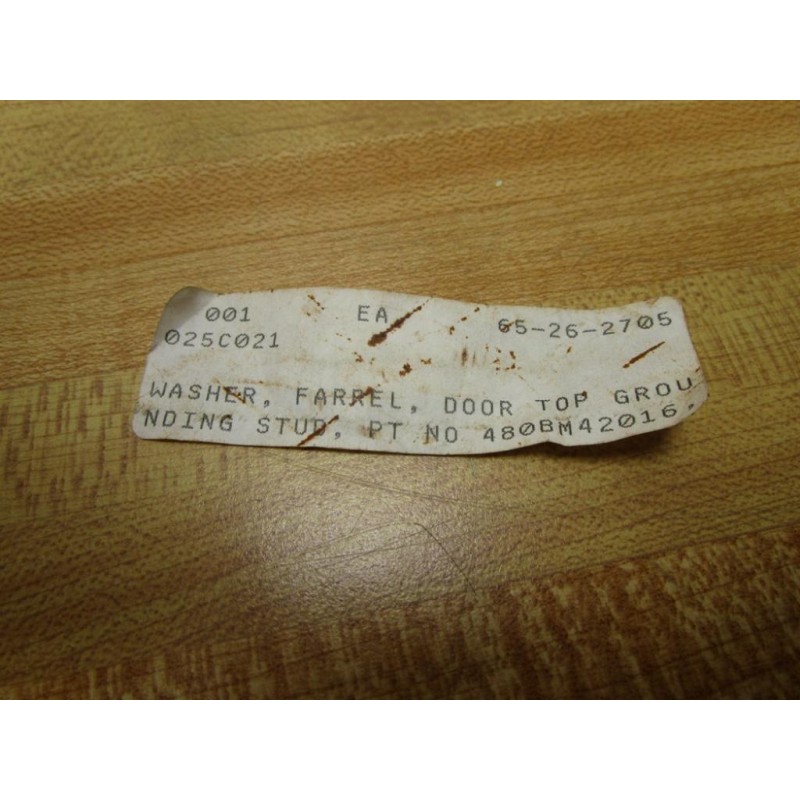 001 EA 65-26-2705
025C021
WASHER, FARREL, DOOR TOP GROU
NDING STUD, PT NO 480BM42016,